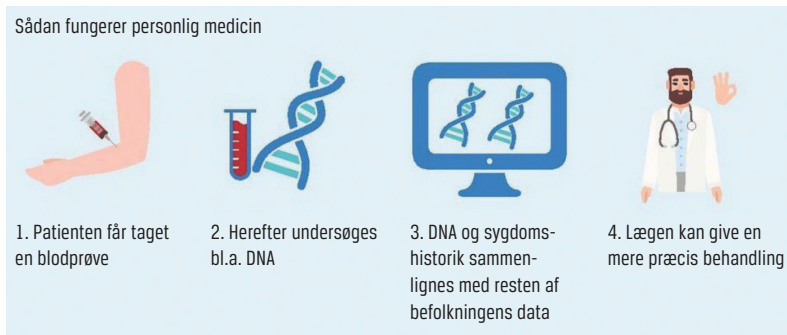 Sådan fungerer personlig medicin
1. Patienten får taget
en blodprøve
2. Herefter undersøges
bl.a. DNA
3. DNA og sygdoms-
historik sammen-
lignes med resten af
befolkningens data
4. Lægen kan give en
mere præcis behandling